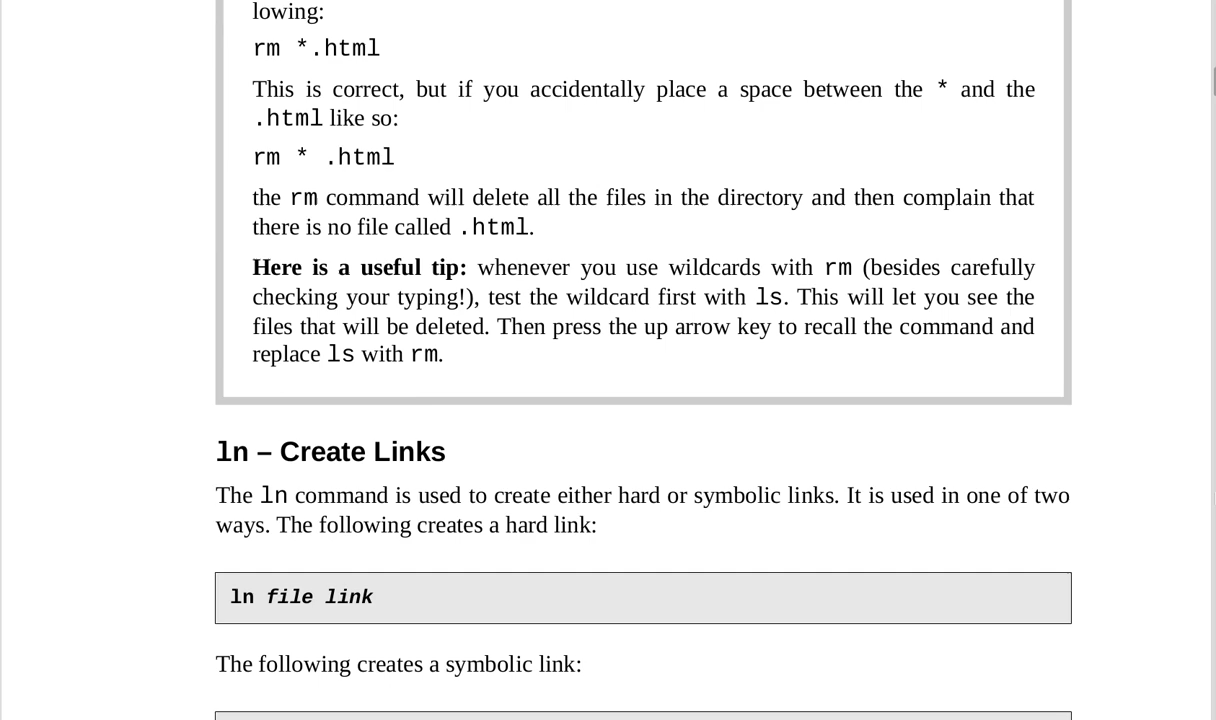 lowing:
rm *.html
This is correct, but if you accidentally place a space between the * and the
.html like so:
rm * .html
the rm command will delete all the files in the directory and then complain that
there is no file called .html.
Here is a useful tip: whenever you use wildcards with rm (besides carefully
checking your typing!), test the wildcard first with ls. This will let you see the
files that will be deleted. Then press the up arrow key to recall the command and
replace ls with rm.
ln – Create Links
The ln command is used to create either hard or symbolic links. It is used in one of two
ways. The following creates a hard link:
ln file link
The following creates a symbolic link: